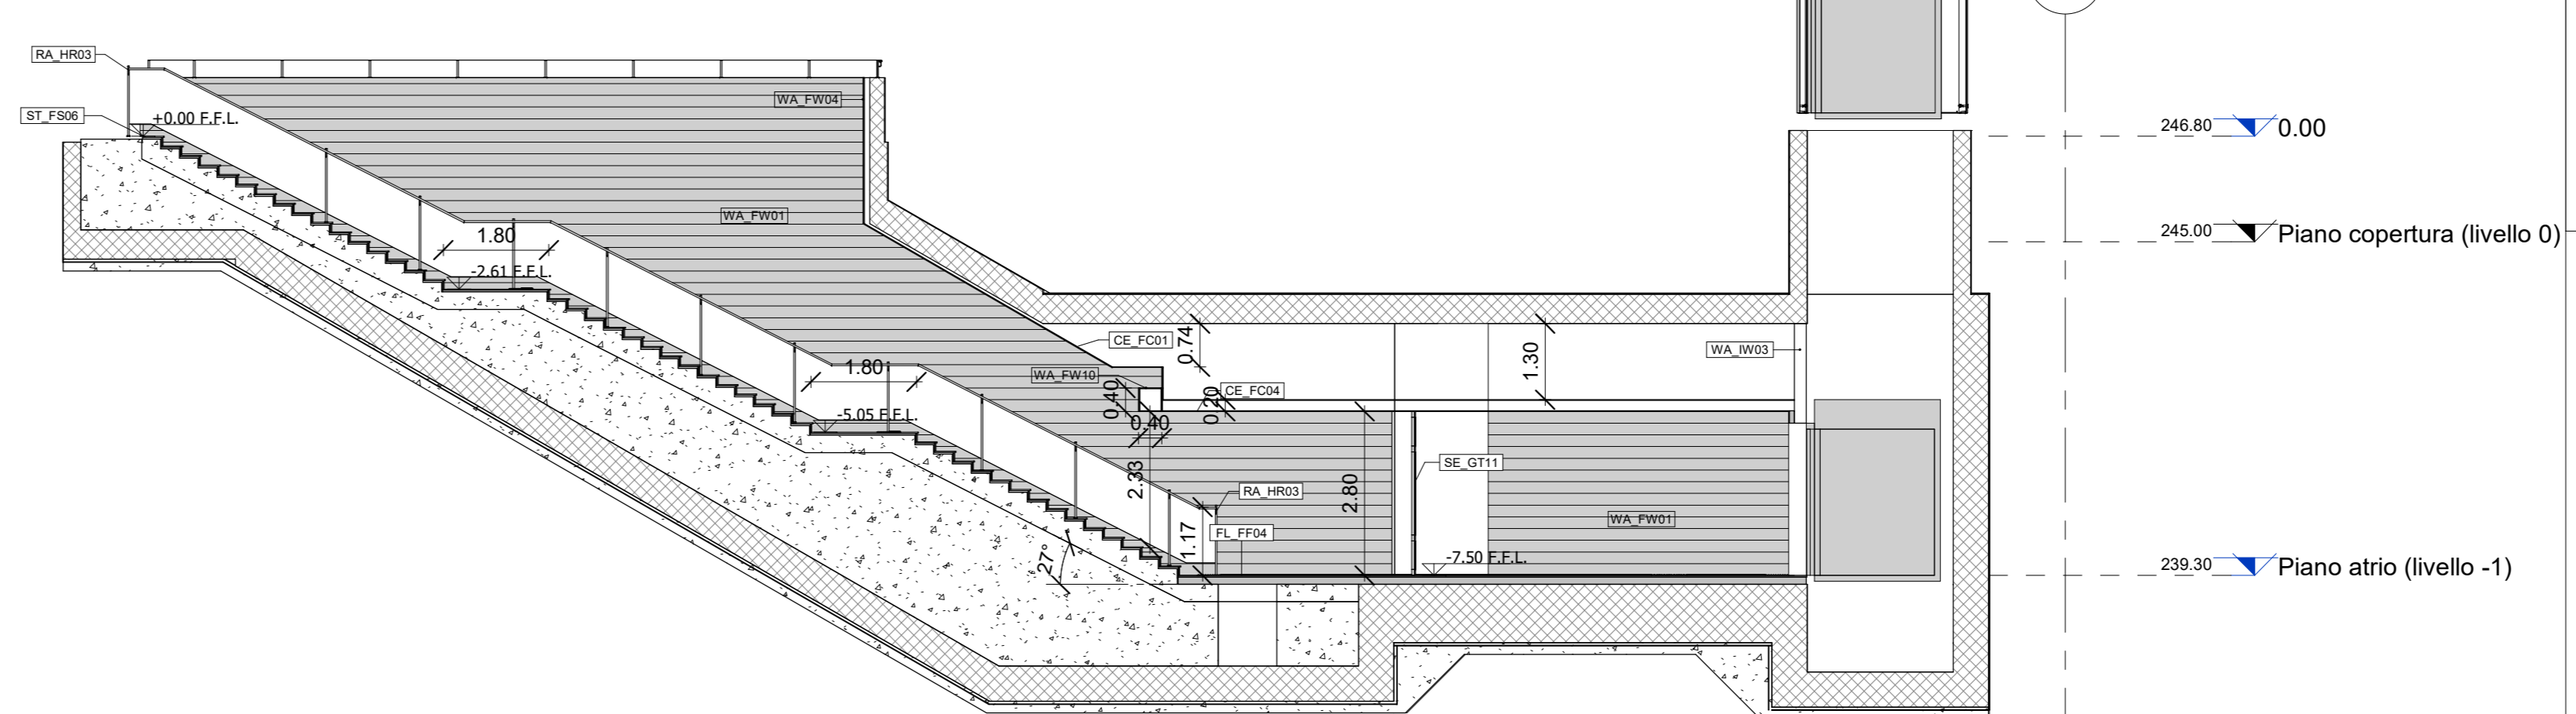 RA_HR03
WA_FW04
ST_FS06
+0.00 F.F.L.
246.80 0.00
WA_FW01
1.80
245.00 Piano copertura (livello 0)
-2.61 F.F.L.
CE_FC01
0.74
1.30
WA_IW03
1.80
WA_FW10
0.40
CE_FC04
0.20
-5.05 F.F.L.
0.40
SE_GT11
2.33
2.80
RA_HR03
WA_FW01
FL_FF04
1.17
27°
-7.50 F.F.L.
239.30 Piano atrio (livello -1)